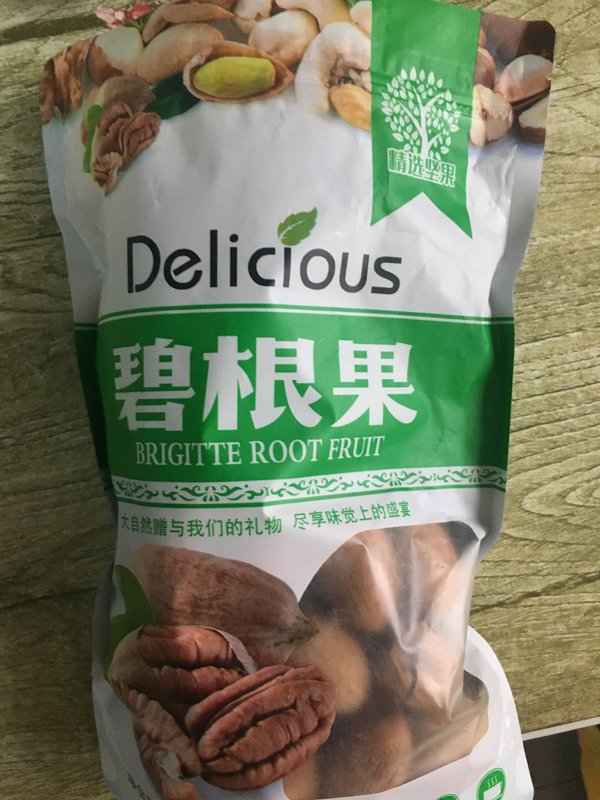 精选坚果
Delicious
碧根果
BRIGITTE ROOT FRUIT
大自然赠与我们的礼物 尽享味觉上的盛宴